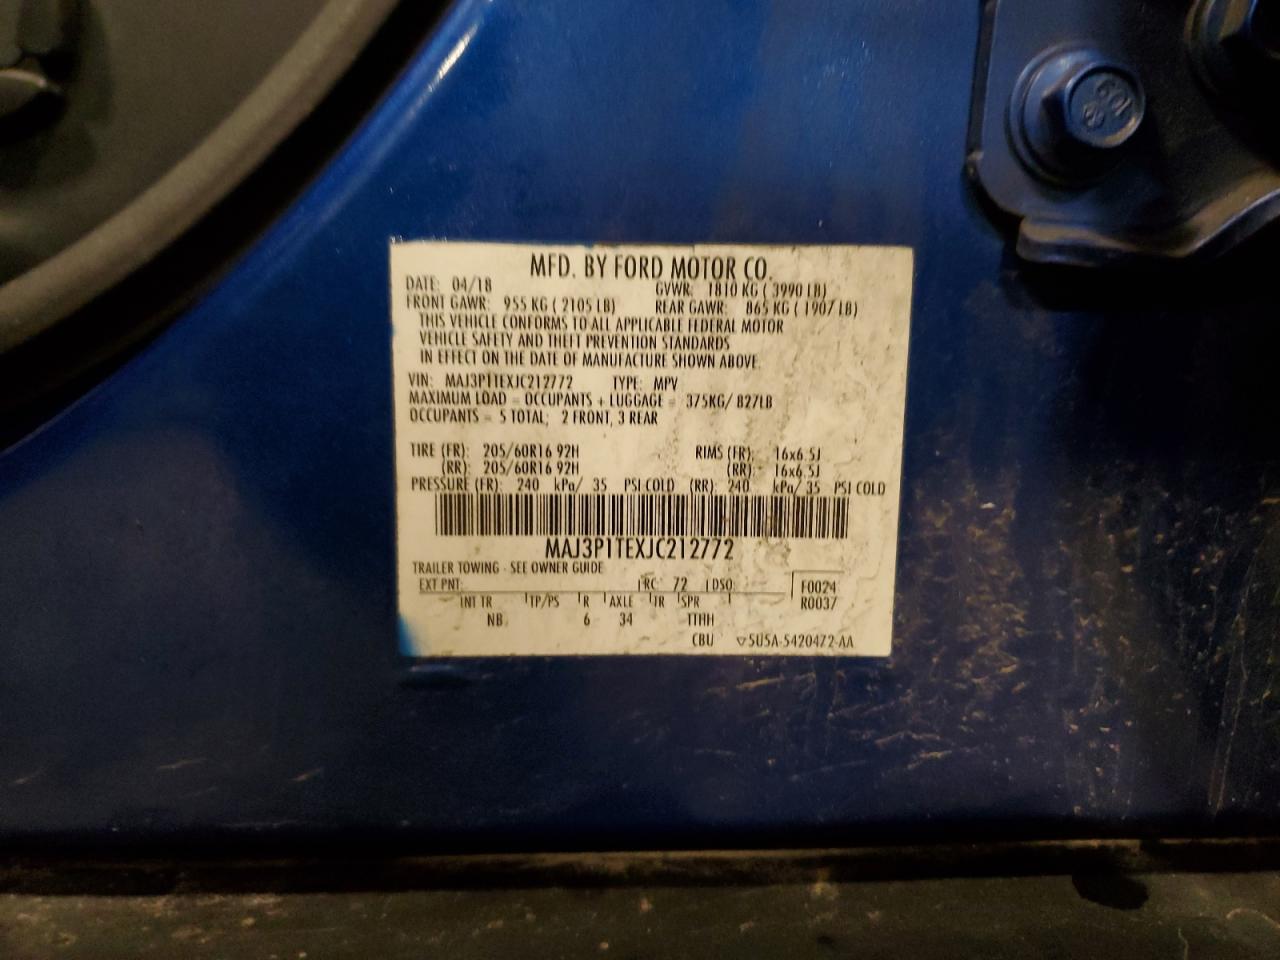 MFD. BY FORD MOTOR CO.
DATE: 04/18 GVWR: 1810 KG ( 3990 LB)
FRONT GAWR: 955 KG ( 2105 LB) REAR GAWR: 865 KG ( 1907 LB)
THIS VEHICLE CONFORMS TO ALL APPLICABLE FEDERAL MOTOR
VEHICLE SAFETY AND THEFT PREVENTION STANDARDS
IN EFFECT ON THE DATE OF MANUFACTURE SHOWN ABOVE.
VIN: MAJ3P1TEXJC212772 TYPE: MPV
MAXIMUM LOAD = OCCUPANTS + LUGGAGE = 375KG/ 827LB
OCCUPANTS = 5 TOTAL; 2 FRONT, 3 REAR
TIRE (FR): 205/60R16 92H RIMS (FR): 16x6.5J
(RR): 205/60R16 92H (RR): 16x6.5J
PRESSURE (FR): 240 kPa/ 35 PSI COLD (RR): 240 kPa/ 35 PSI COLD
MAJ3P1TEXJC212772
TRAILER TOWING - SEE OWNER GUIDE
EXT PNT: RC: 72 DSO: F0024
INT TR TP/PS R AXLE TR SPR R0037
NB 6 34 TTHH
CBU 5U5A-5420472-AA